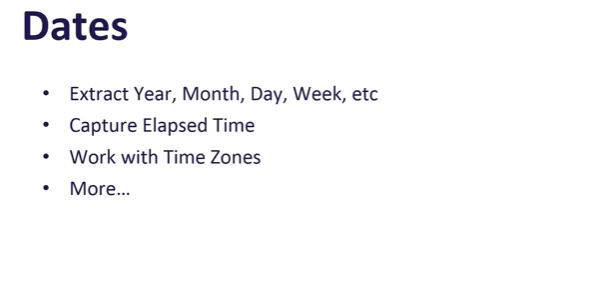 Dates
• Extract Year, Month, Day, Week, etc
• Capture Elapsed Time
• Work with Time Zones
• More...